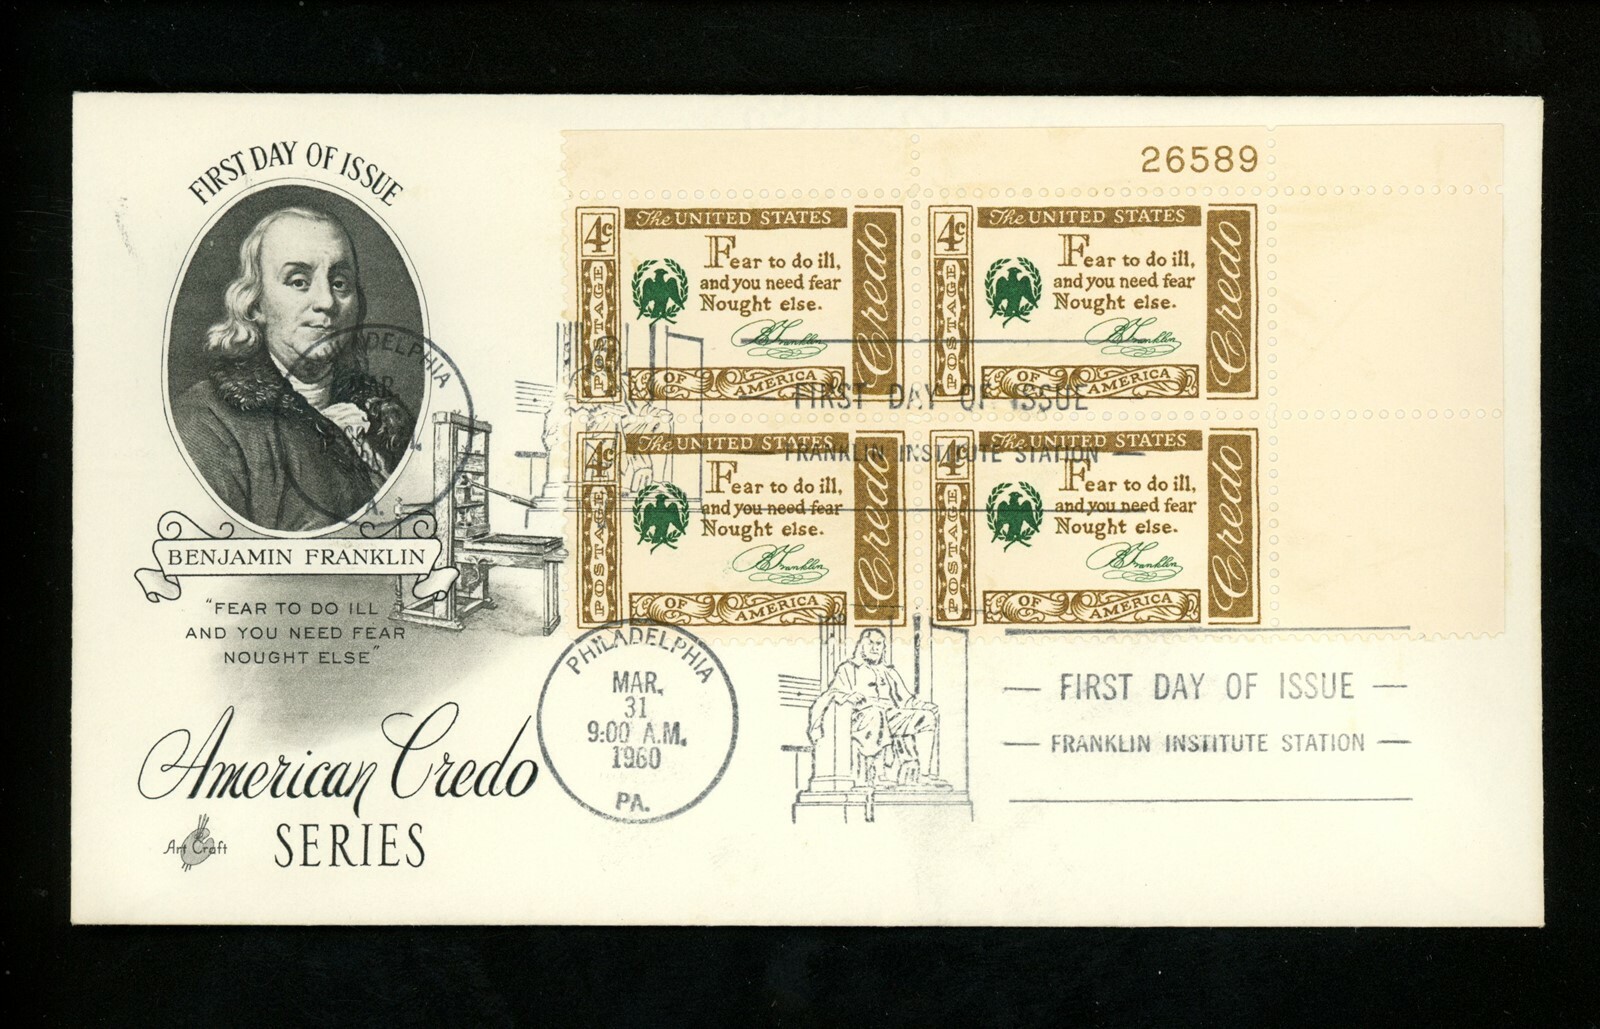 FIRST DAY OF ISSUE
BENJAMIN FRANKLIN
"FEAR TO DO ILL
AND YOU NEED FEAR
NOUGHT ELSE"
American Credo
SERIES
Art Craft
PHILADELPHIA
MAR.
A.
26589
4c
The UNITED STATES
Fear to do ill,
and you need fear
Nought else.
B Franklin
POSTAGE
OF AMERICA
Credo
4c
The UNITED STATES
Fear to do ill,
and you need fear
Nought else.
B Franklin
POSTAGE
OF AMERICA
Credo
FIRST DAY OF ISSUE
FRANKLIN INSTITUTE STATION
4c
The UNITED STATES
Fear to do ill,
and you need fear
Nought else.
B Franklin
POSTAGE
OF AMERICA
Credo
4c
The UNITED STATES
Fear to do ill,
and you need fear
Nought else.
B Franklin
POSTAGE
OF AMERICA
Credo
PHILADELPHIA
MAR.
31
9:00 A.M.
1960
PA.
FIRST DAY OF ISSUE
FRANKLIN INSTITUTE STATION